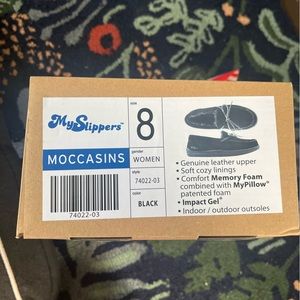 MySlippers™
MOCCASINS
74022-03
size
8
gender
WOMEN
style
74022-03
color
BLACK
• Genuine leather upper
• Soft cozy linings
• Comfort Memory Foam
combined with MyPillow®
patented foam
• Impact Gel®
• Indoor / outdoor outsoles